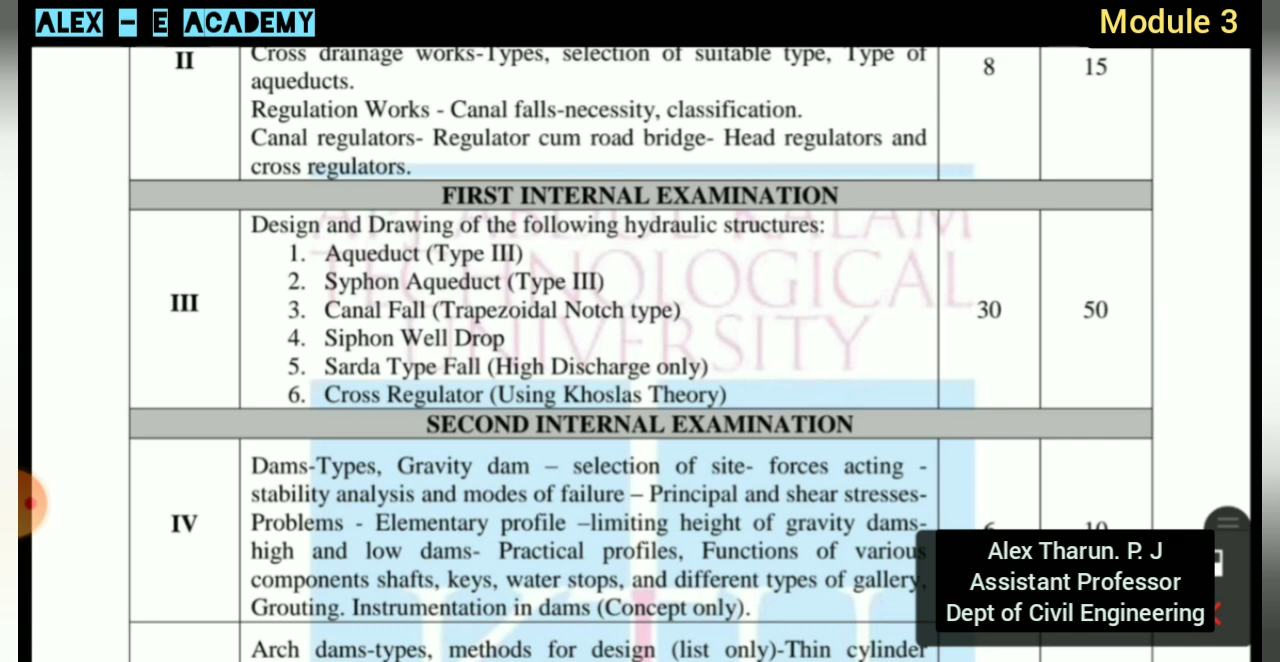 ALEX - E ACADEMY
Module 3
II
Cross drainage works-Types, selection of suitable type, Type of
aqueducts.
Regulation Works - Canal falls-necessity, classification.
Canal regulators- Regulator cum road bridge- Head regulators and
cross regulators.
8
15
FIRST INTERNAL EXAMINATION
III
Design and Drawing of the following hydraulic structures:
1. Aqueduct (Type III)
2. Syphon Aqueduct (Type III)
3. Canal Fall (Trapezoidal Notch type)
4. Siphon Well Drop
5. Sarda Type Fall (High Discharge only)
6. Cross Regulator (Using Khoslas Theory)
30
50
KALAM
TECHNOLOGICAL
UNIVERSITY
SECOND INTERNAL EXAMINATION
IV
Dams-Types, Gravity dam – selection of site- forces acting -
stability analysis and modes of failure – Principal and shear stresses-
Problems - Elementary profile –limiting height of gravity dams-
high and low dams- Practical profiles, Functions of various
components shafts, keys, water stops, and different types of gallery,
Grouting. Instrumentation in dams (Concept only).
10
Arch dams-types, methods for design (list only)-Thin cylinder
Alex Tharun. P. J
Assistant Professor
Dept of Civil Engineering